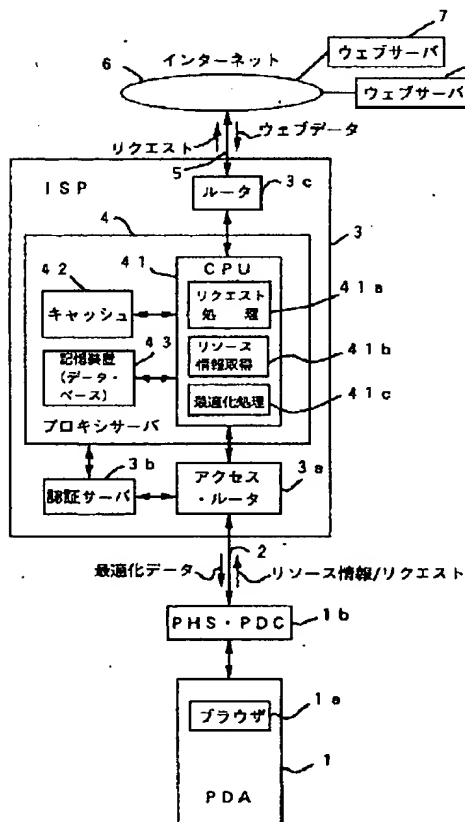 7
インターネット
6
ウェブサーバ
ウェブサーバ
リクエスト
ウェブデータ
5
ISP
ルータ
3c
4
3
42
41
CPU
キャッシュ
リクエスト
処理
41a
43
記憶装置
(データ・
ベース)
リソース
情報取得
41b
最適化処理
41c
プロキシサーバ
3b
認証サーバ
アクセス
・ルータ
3a
2
最適化データ
リソース情報/リクエスト
PHS・PDC
1b
ブラウザ
1a
1
PDA